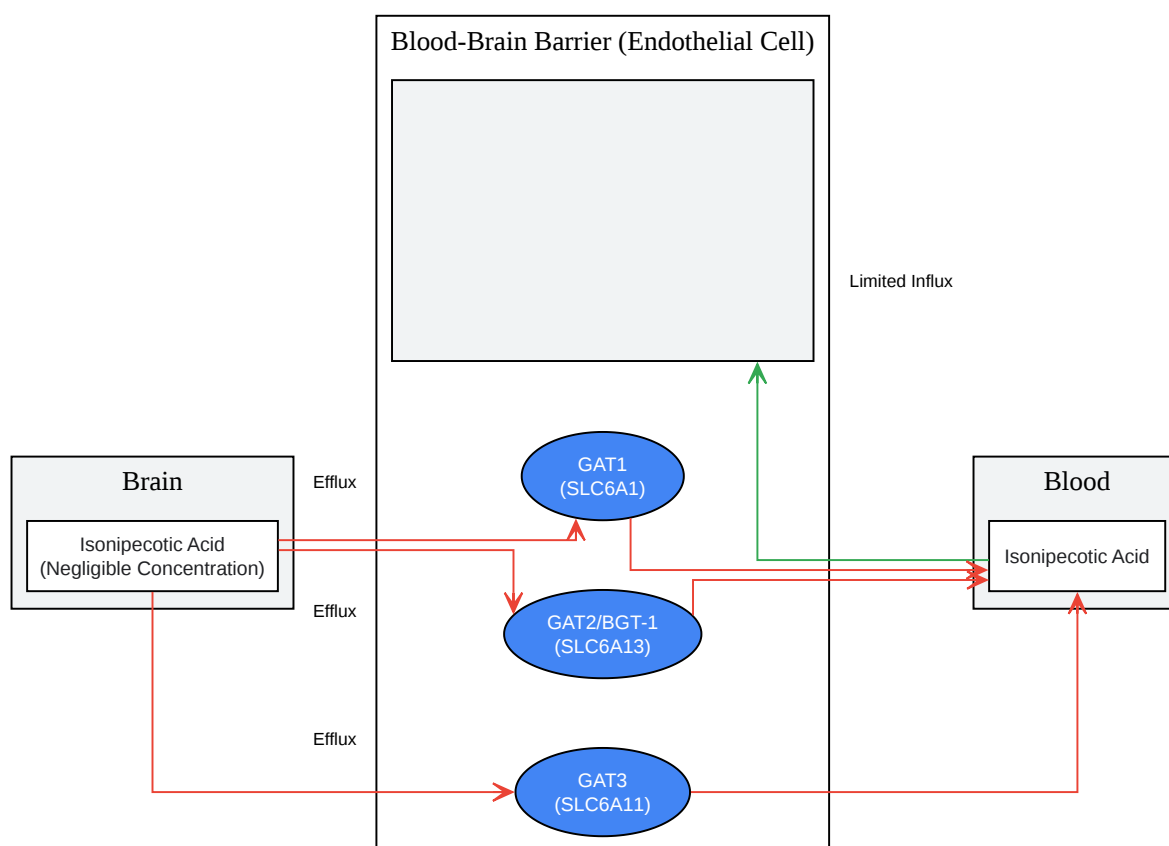 Blood-Brain Barrier (Endothelial Cell)
Limited Influx
GAT1
(SLC6A1)
Brain
Efflux
Blood
Isonipecotic Acid
(Negligible Concentration)
Isonipecotic Acid
Efflux
GAT2/BGT-1
(SLC6A13)
Efflux
GAT3
(SLC6A11)